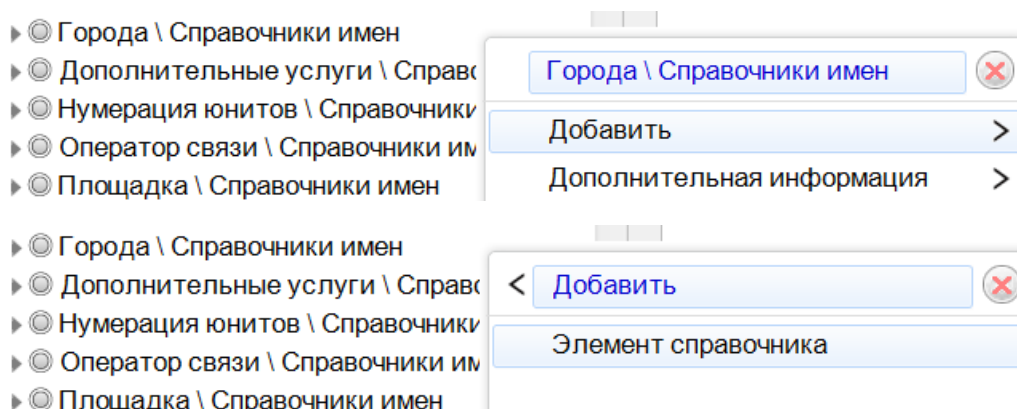 Города \ Справочники имен
Дополнительные услуги \ Справо
Нумерация юнитов \ Справочники
Оператор связи \ Справочники им
Площадка \ Справочники имен
Города \ Справочники имен
Добавить >
Дополнительная информация >
Города \ Справочники имен
Дополнительные услуги \ Справо
Нумерация юнитов \ Справочники
Оператор связи \ Справочники им
Площадка \ Справочники имен
< Добавить
Элемент справочника